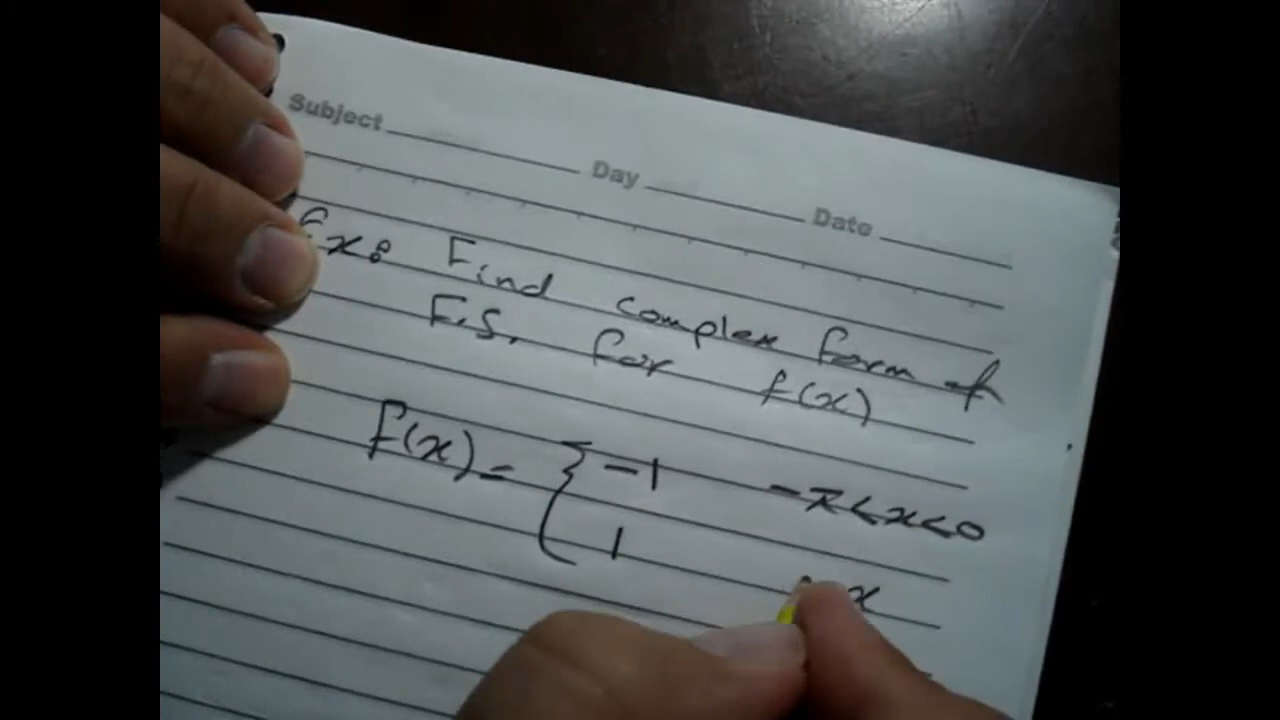 Subject Day Date
Ex: Find complex form of
F.S. for f(x)
f(x) = { -1 -π<x<0
1 x